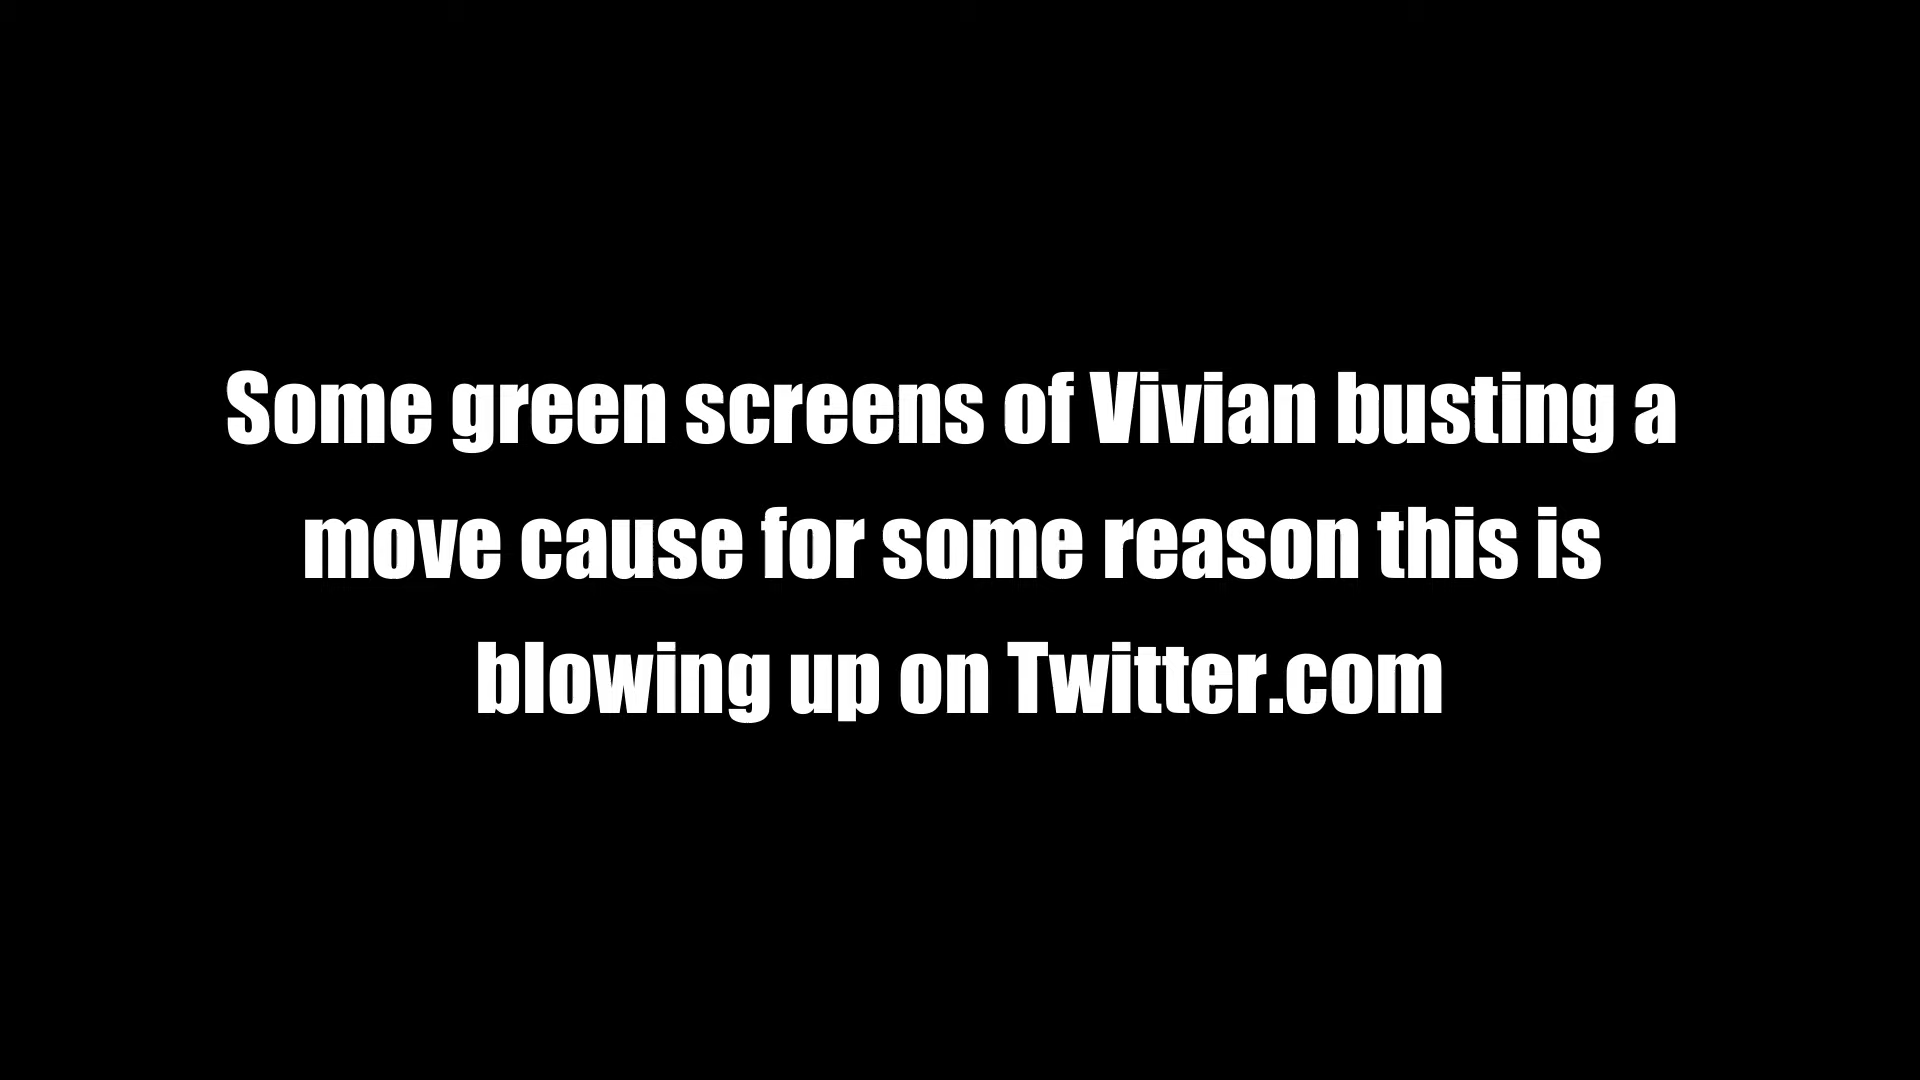 Some green screens of Vivian busting a
move cause for some reason this is
blowing up on Twitter.com